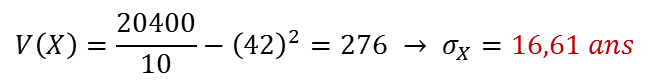 V(X) = 20400/10 − (42)² = 276 → σ_X = 16,61 ans